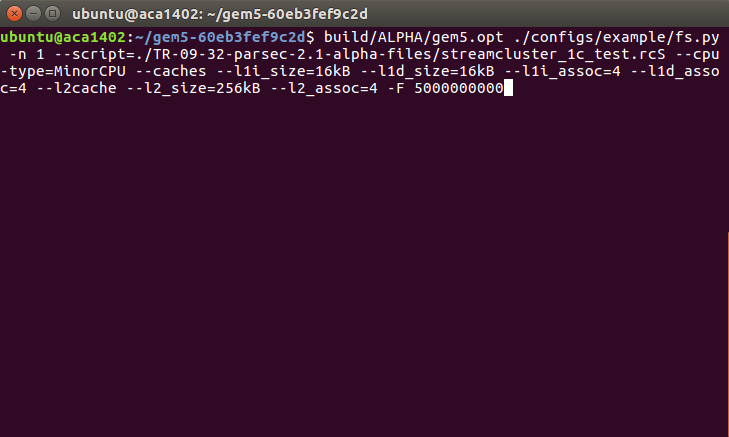 ubuntu@aca1402: ~/gem5-60eb3fef9c2d
ubuntu@aca1402:~/gem5-60eb3fef9c2d$ build/ALPHA/gem5.opt ./configs/example/fs.py
 -n 1 --script=./TR-09-32-parsec-2.1-alpha-files/streamcluster_1c_test.rcS --cpu
-type=MinorCPU --caches --l1i_size=16kB --l1d_size=16kB --l1i_assoc=4 --l1d_asso
c=4 --l2cache --l2_size=256kB --l2_assoc=4 -F 5000000000